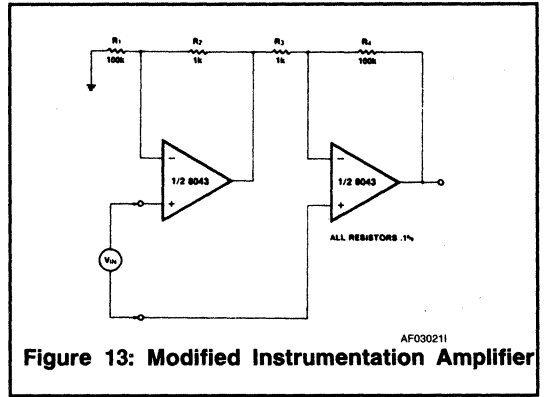 R₁ R₂ R₃ R₄
100k 1k 1k 100k
− −
1/2 8043 1/2 8043
+ +
ALL RESISTORS .1%
VIN
AF03021I
Figure 13: Modified Instrumentation Amplifier